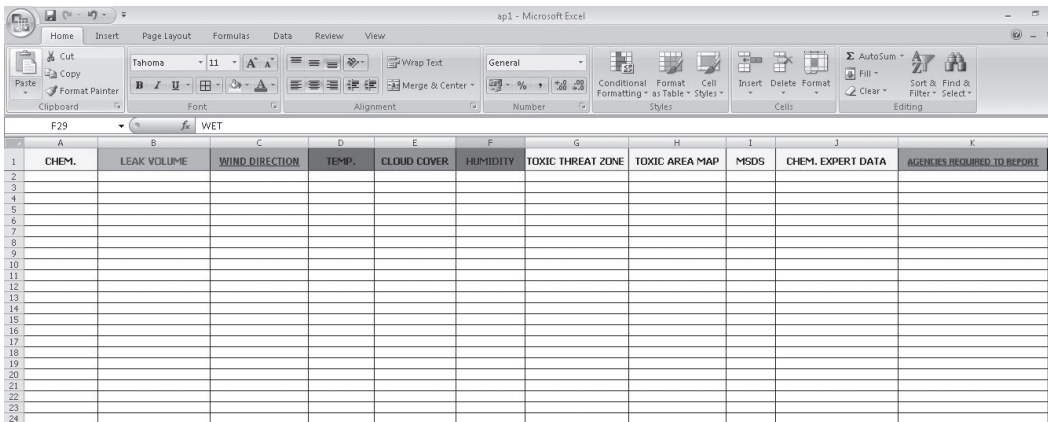 ap1 - Microsoft Excel
Home Insert Page Layout Formulas Data Review View
Cut
Copy
Format Painter
Paste
Clipboard
Tahoma 11 A A
B I U A
Font
Wrap Text
Merge & Center
Alignment
General
% , .0 .00 .00 .0
Number
Conditional Formatting
Format as Table
Cell Styles
Styles
Insert Delete Format
Cells
Σ AutoSum
Fill
Clear
Sort & Filter
Find & Select
Editing
F29 fx WET
A B C D E F G H I J K
1 CHEM. LEAK VOLUME WIND DIRECTION TEMP. CLOUD COVER HUMIDITY TOXIC THREAT ZONE TOXIC AREA MAP MSDS CHEM. EXPERT DATA AGENCIES REQUIRED TO REPORT
2
3
4
5
6
7
8
9
10
11
12
13
14
15
16
17
18
19
20
21
22
23
24